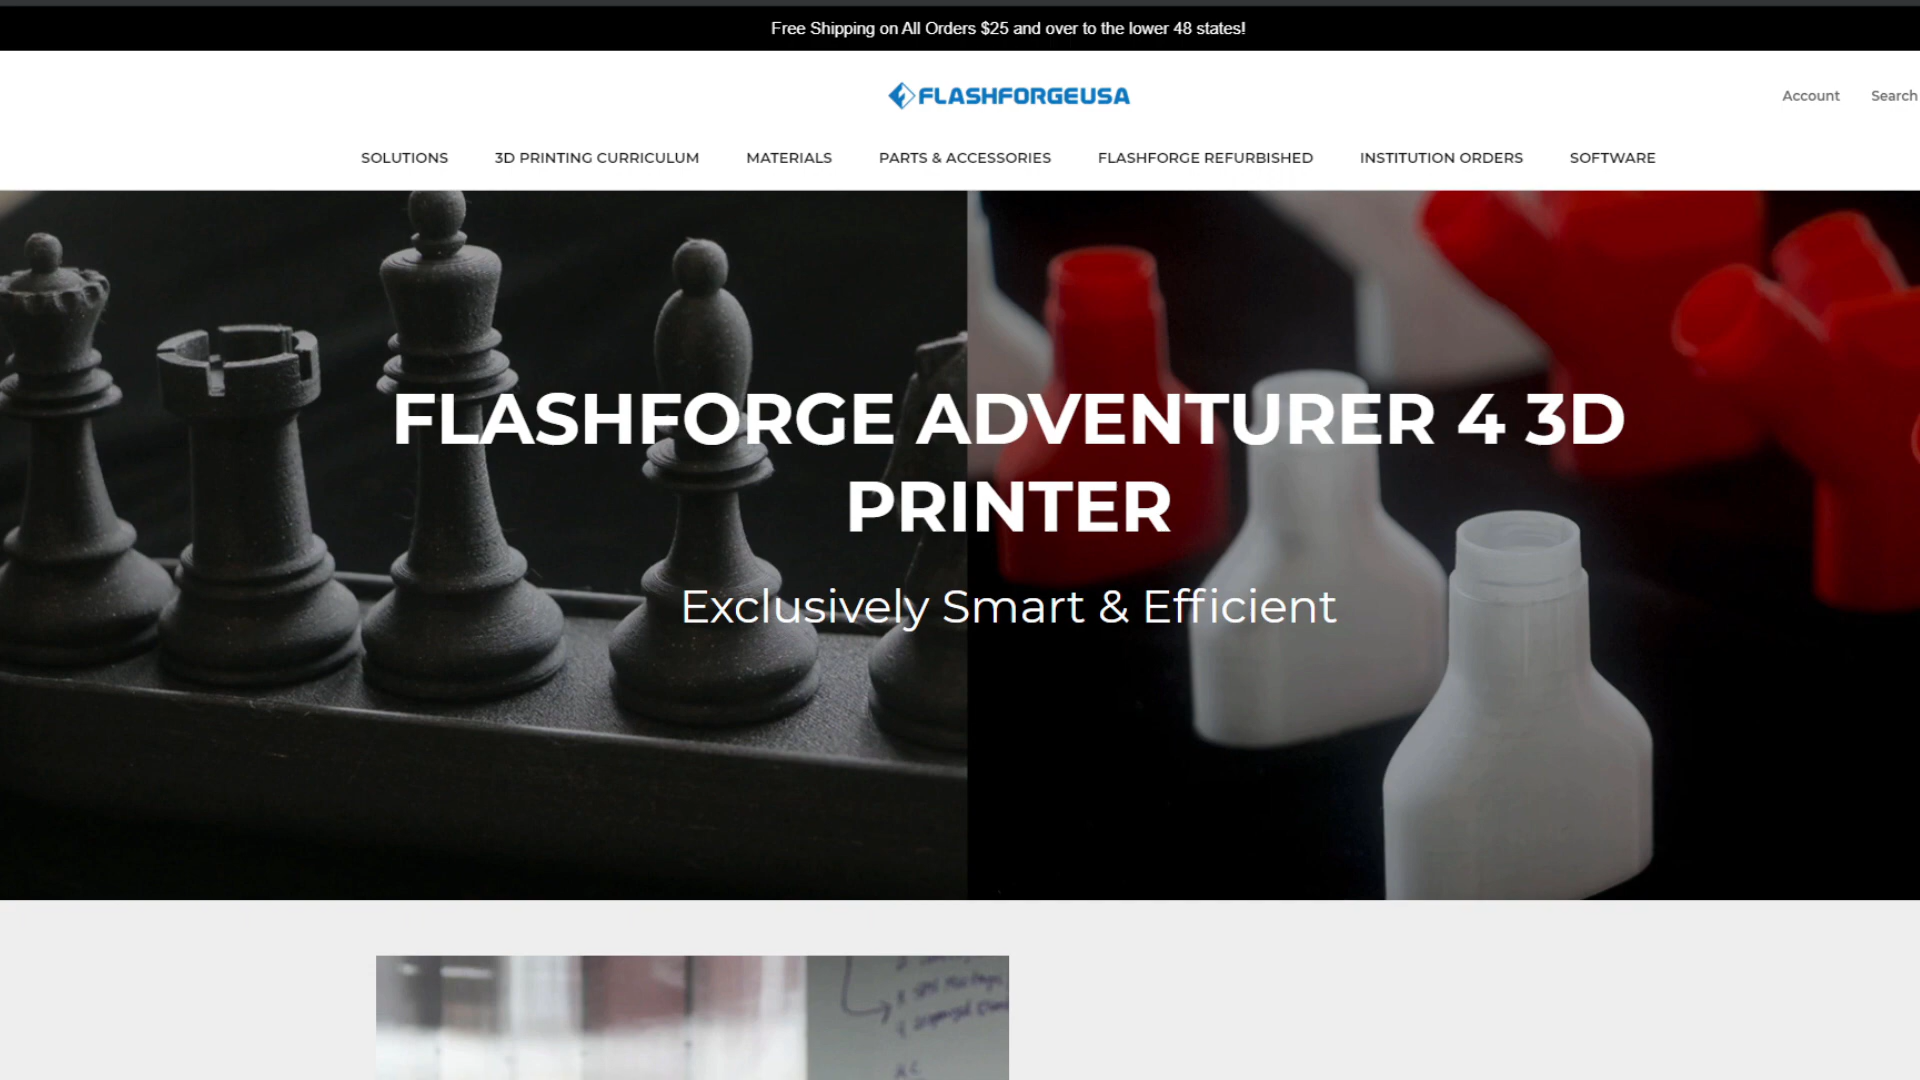 Free Shipping on All Orders $25 and over to the lower 48 states!
FLASHFORGEUSA
Account Search
SOLUTIONS 3D PRINTING CURRICULUM MATERIALS PARTS & ACCESSORIES FLASHFORGE REFURBISHED INSTITUTION ORDERS SOFTWARE
FLASHFORGE ADVENTURER 4 3D
PRINTER
Exclusively Smart & Efficient